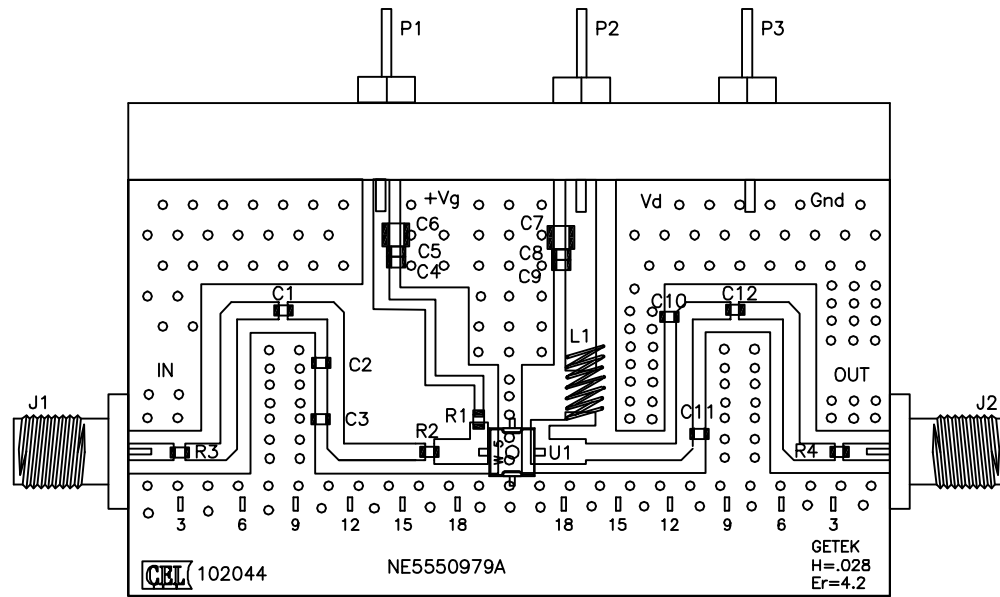 P1
P2
P3
+Vg
Vd
Gnd
C6
C7
C5
C8
C4
C9
C1
C10
C12
L1
IN
C2
OUT
J1
J2
C3
R1
C11
R3
R2
W 5
U1
R4
3 6 9 12 15 18 18 15 12 9 6 3
GETEK
CEL 102044
NE5550979A
H=.028
Er=4.2